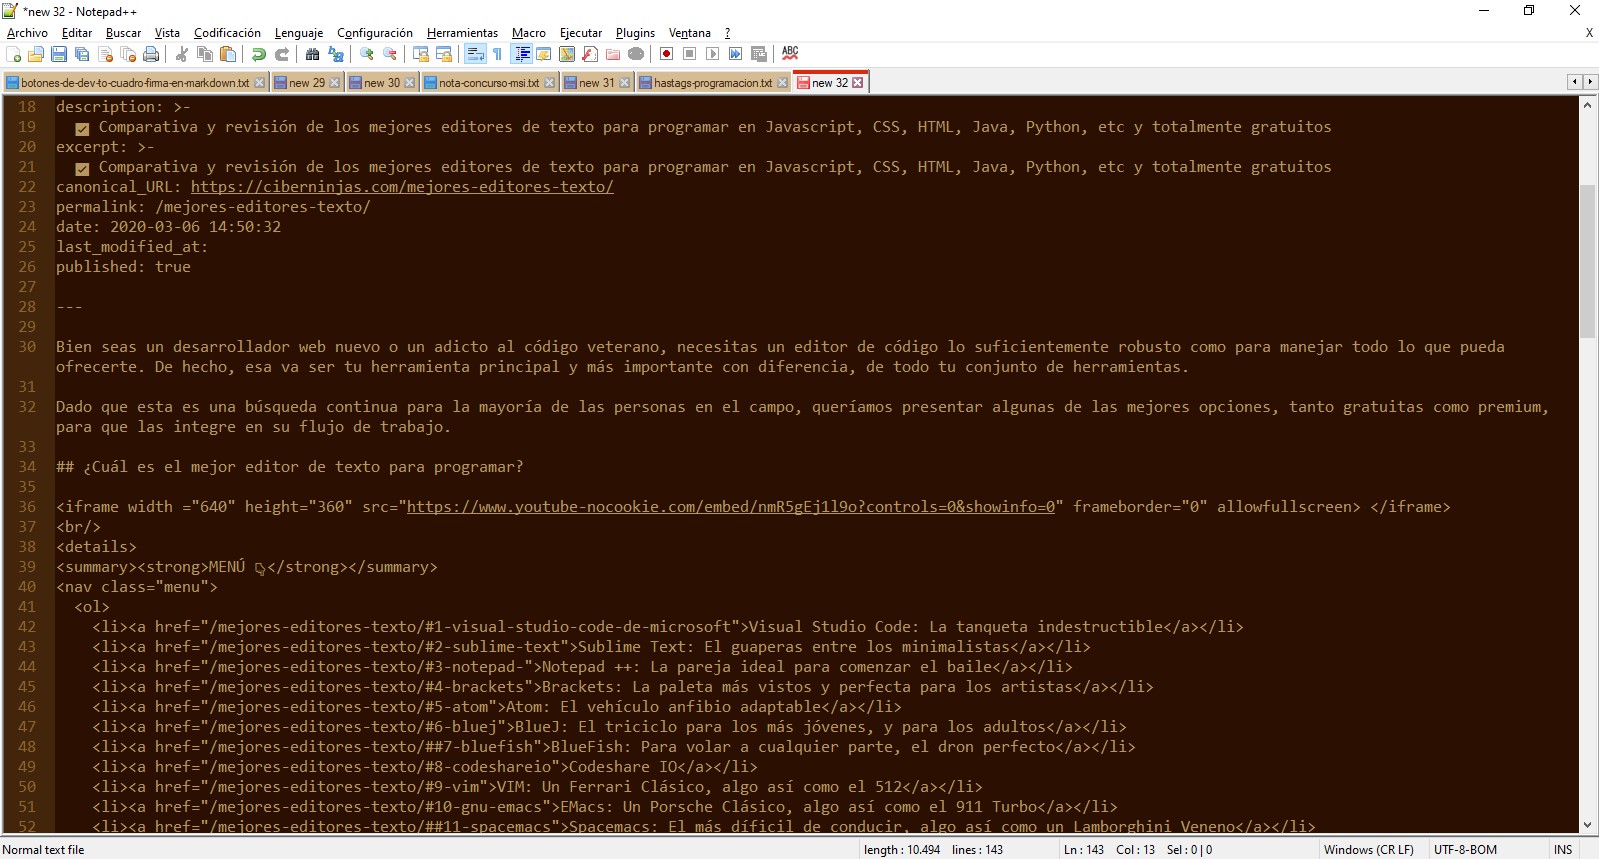 *new 32 - Notepad++
Archivo Editar Buscar Vista Codificación Lenguaje Configuración Herramientas Macro Ejecutar Plugins Ventana ? X
ABC
botones-de-dev-to-cuadro-fima-en-markdown.txt new 29 new 30 nota-concurso-msi.txt new 31 hastags-programacion.txt new 32
18 description: >-
19 ☑ Comparativa y revisión de los mejores editores de texto para programar en Javascript, CSS, HTML, Java, Python, etc y totalmente gratuitos
20 excerpt: >-
21 ☑ Comparativa y revisión de los mejores editores de texto para programar en Javascript, CSS, HTML, Java, Python, etc y totalmente gratuitos
22 canonical_URL: https://ciberninjas.com/mejores-editores-texto/
23 permalink: /mejores-editores-texto/
24 date: 2020-03-06 14:50:32
25 last_modified_at:
26 published: true
27
28 ---
29
30 Bien seas un desarrollador web nuevo o un adicto al código veterano, necesitas un editor de código lo suficientemente robusto como para manejar todo lo que pueda
ofrecerte. De hecho, esa va ser tu herramienta principal y más importante con diferencia, de todo tu conjunto de herramientas.
31
32 Dado que esta es una búsqueda continua para la mayoría de las personas en el campo, queríamos presentar algunas de las mejores opciones, tanto gratuitas como premium,
para que las integre en su flujo de trabajo.
33
34 ## ¿Cuál es el mejor editor de texto para programar?
35
36 <iframe width ="640" height="360" src="https://www.youtube-nocookie.com/embed/nmR5gEj1l9o?controls=0&showinfo=0" frameborder="0" allowfullscreen> </iframe>
37 <br/>
38 <details>
39 <summary><strong>MENÚ </strong></summary>
40 <nav class="menu">
41 <ol>
42 <li><a href="/mejores-editores-texto/#1-visual-studio-code-de-microsoft">Visual Studio Code: La tanqueta indestructible</a></li>
43 <li><a href="/mejores-editores-texto/#2-sublime-text">Sublime Text: El guaperas entre los minimalistas</a></li>
44 <li><a href="/mejores-editores-texto/#3-notepad-">Notepad ++: La pareja ideal para comenzar el baile</a></li>
45 <li><a href="/mejores-editores-texto/#4-brackets">Brackets: La paleta más vistos y perfecta para los artistas</a></li>
46 <li><a href="/mejores-editores-texto/#5-atom">Atom: El vehículo anfibio adaptable</a></li>
47 <li><a href="/mejores-editores-texto/#6-bluej">BlueJ: El triciclo para los más jóvenes, y para los adultos</a></li>
48 <li><a href="/mejores-editores-texto/##7-bluefish">BlueFish: Para volar a cualquier parte, el dron perfecto</a></li>
49 <li><a href="/mejores-editores-texto/#8-codeshareio">Codeshare IO</a></li>
50 <li><a href="/mejores-editores-texto/#9-vim">VIM: Un Ferrari Clásico, algo así como el 512</a></li>
51 <li><a href="/mejores-editores-texto/#10-gnu-emacs">EMacs: Un Porsche Clásico, algo así como el 911 Turbo</a></li>
52 <li><a href="/mejores-editores-texto/##11-spacemacs">Spacemacs: El más díficil de conducir, algo así como un Lamborghini Veneno</a></li>
Normal text file length : 10.494 lines : 143 Ln : 143 Col : 13 Sel : 0 | 0 Windows (CR LF) UTF-8-BOM INS